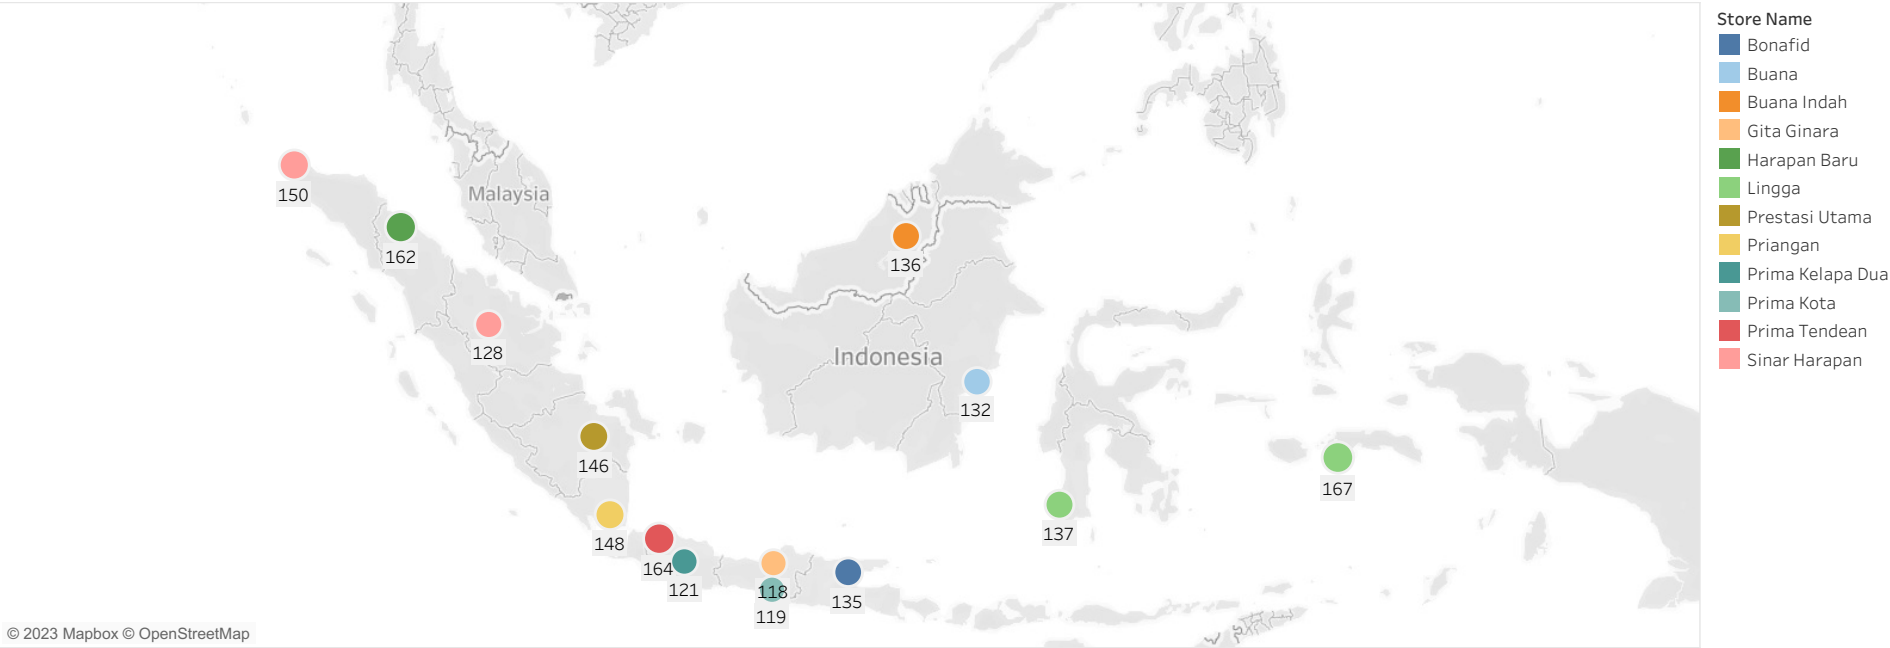 Malaysia
150
162
136
128
Indonesia
132
146
167
148
137
164
121
118
119
135
© 2023 Mapbox © OpenStreetMap
Store Name
Bonafid
Buana
Buana Indah
Gita Ginara
Harapan Baru
Lingga
Prestasi Utama
Priangan
Prima Kelapa Dua
Prima Kota
Prima Tendean
Sinar Harapan